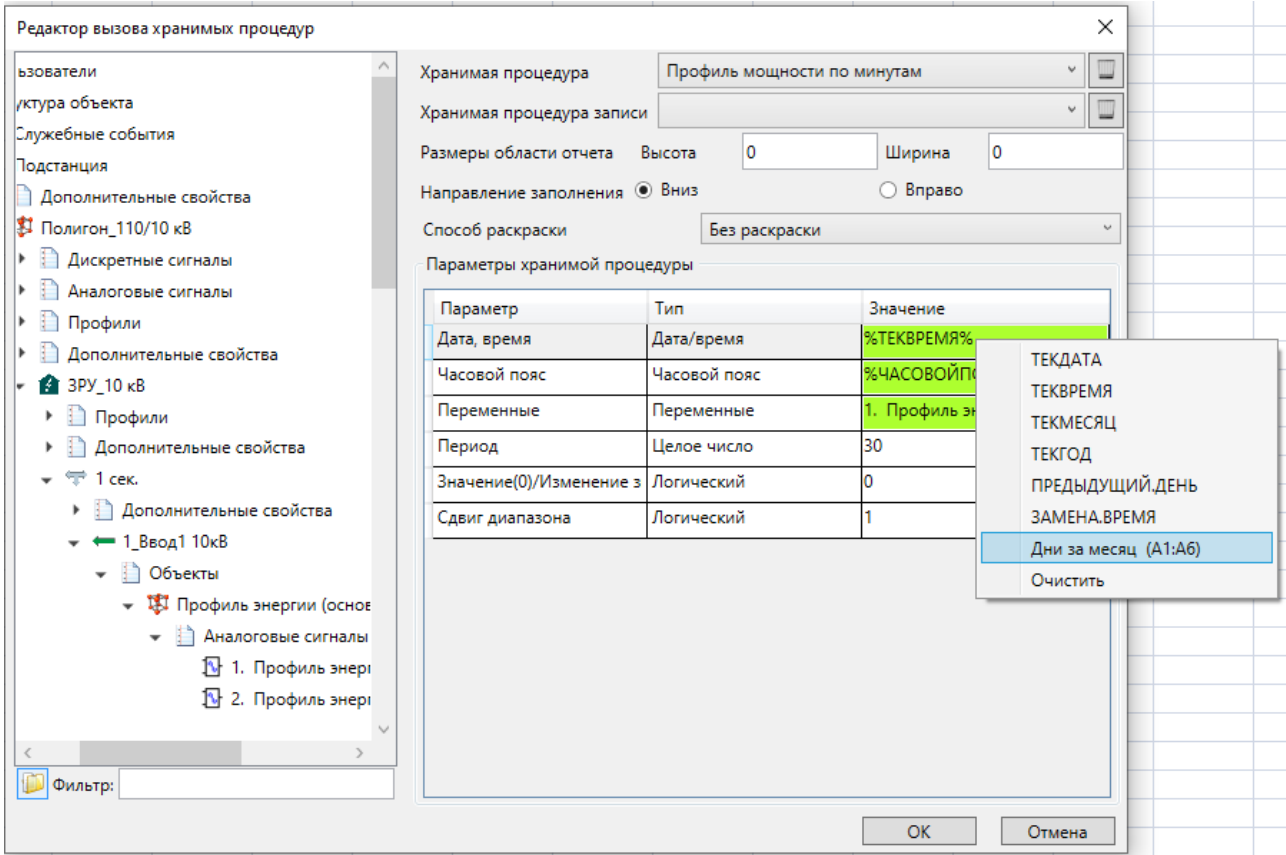 Редактор вызова хранимых процедур
ьзователи
уктура объекта
Служебные события
Подстанция
Дополнительные свойства
Полигон_110/10 кВ
Дискретные сигналы
Аналоговые сигналы
Профили
Дополнительные свойства
ЗРУ_10 кВ
Профили
Дополнительные свойства
1 сек.
Дополнительные свойства
1_Ввод1 10кВ
Объекты
Профиль энергии (основ
Аналоговые сигналы
1. Профиль энерг
2. Профиль энерг
Фильтр:
Хранимая процедура Профиль мощности по минутам
Хранимая процедура записи
Размеры области отчета Высота 0 Ширина 0
Направление заполнения Вниз Вправо
Способ раскраски Без раскраски
Параметры хранимой процедуры
Параметр Тип Значение
Дата, время Дата/время %ТЕКВРЕМЯ%
Часовой пояс Часовой пояс %ЧАСОВОЙПО
Переменные Переменные 1. Профиль эн
Период Целое число 30
Значение(0)/Изменение з Логический 0
Сдвиг диапазона Логический 1
ТЕКДАТА
ТЕКВРЕМЯ
ТЕКМЕСЯЦ
ТЕКГОД
ПРЕДЫДУЩИЙ.ДЕНЬ
ЗАМЕНА.ВРЕМЯ
Дни за месяц (A1:A6)
Очистить
ОК Отмена